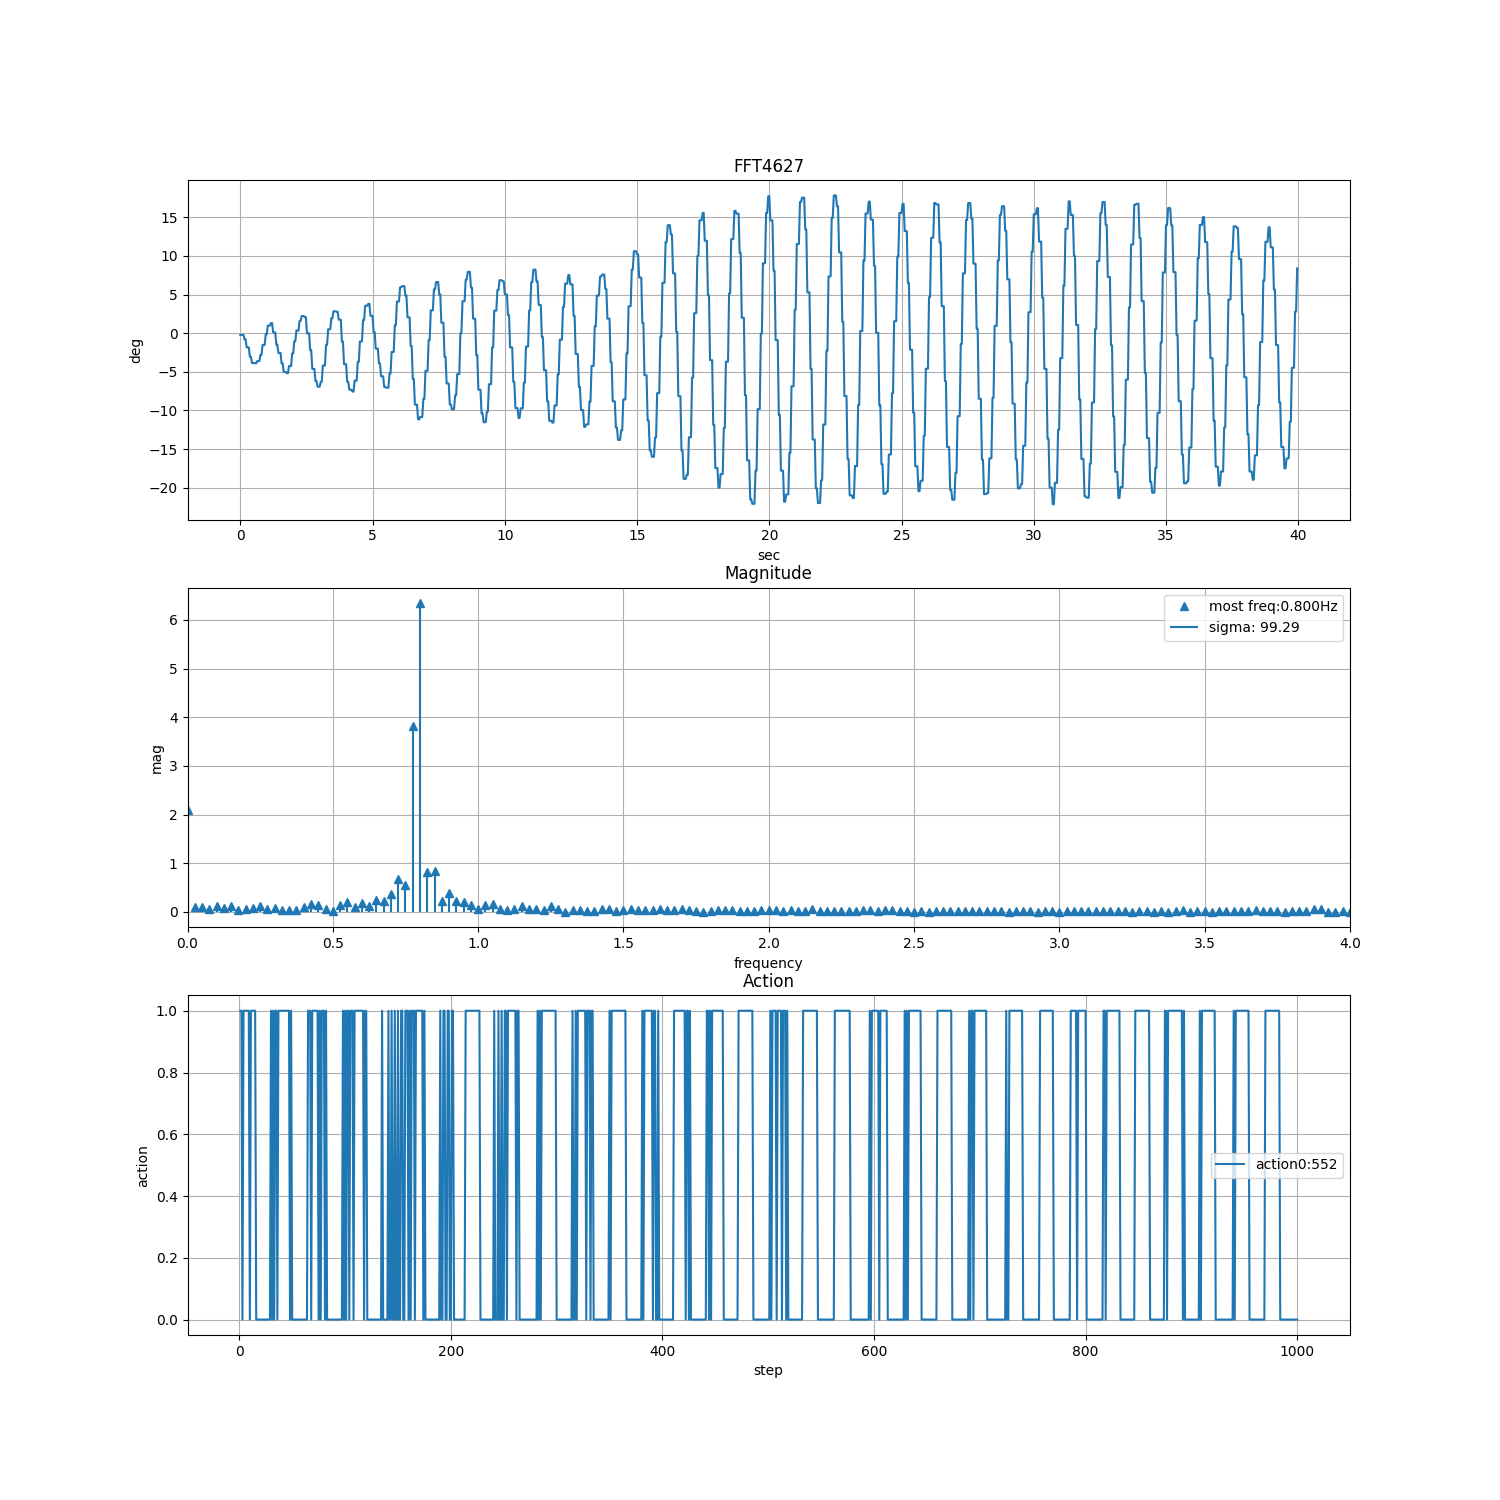 FFT4627
15
10
5
0
−5
−10
−15
−20
deg
0 5 10 15 20 25 30 35 40
sec
Magnitude
most freq:0.800Hz
sigma: 99.29
6
5
4
3
2
1
0
mag
0.0 0.5 1.0 1.5 2.0 2.5 3.0 3.5 4.0
frequency
Action
1.0
0.8
0.6
0.4
0.2
0.0
action
action0:552
0 200 400 600 800 1000
step